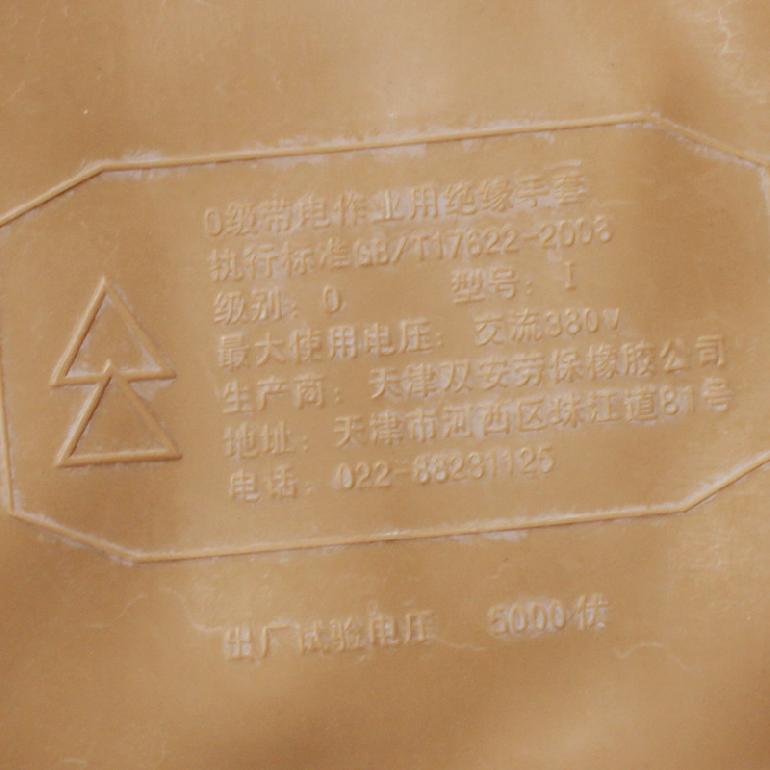 0级带电作业用绝缘手套
执行标准GB/T17622-2008
级别：0 型号：I
最大使用电压：交流380V
生产商：天津双安劳保橡胶公司
地址：天津市河西区珠江道81号
电话：022-88231125
出厂试验电压 5000伏